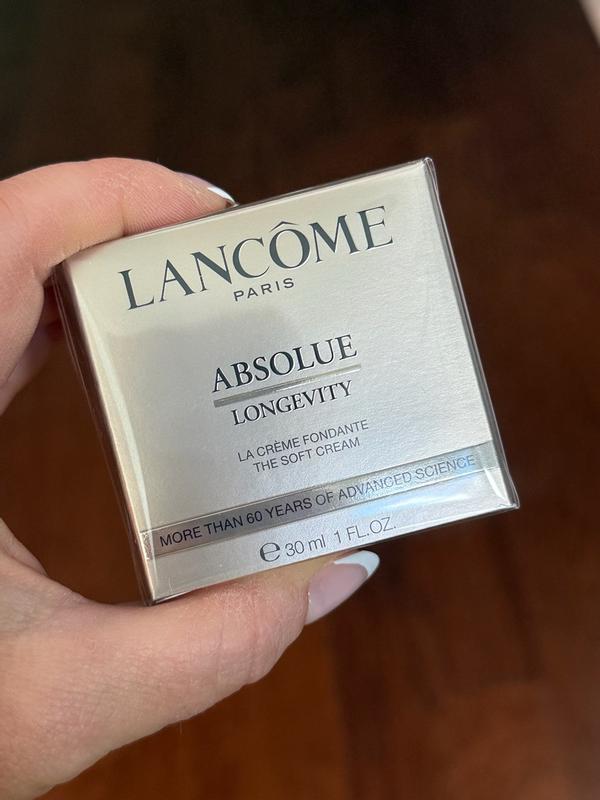 LANCÔME
PARIS
ABSOLUE
LONGEVITY
LA CRÈME FONDANTE
THE SOFT CREAM
MORE THAN 60 YEARS OF ADVANCED SCIENCE
℮ 30 ml 1 FL.OZ.